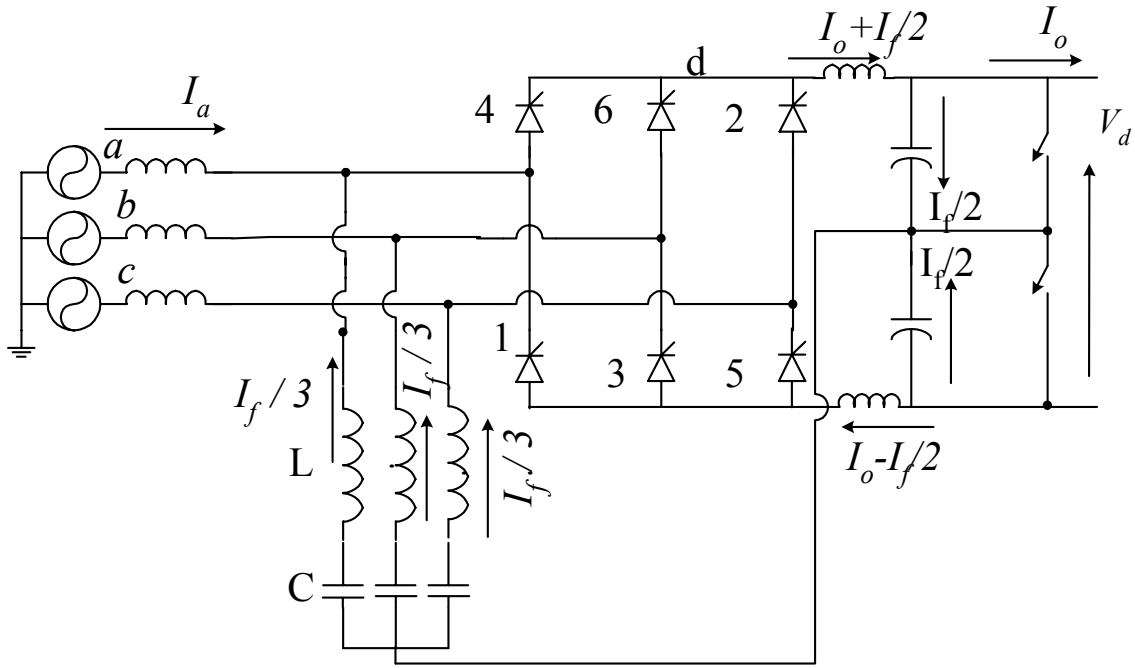 I_o+I_f/2
I_o
d
I_a
4
6
2
V_d
a
b
I_f/2
c
I_f/2
1
3
5
I_f / 3
I_f / 3
I_f / 3
L
I_o-I_f/2
C